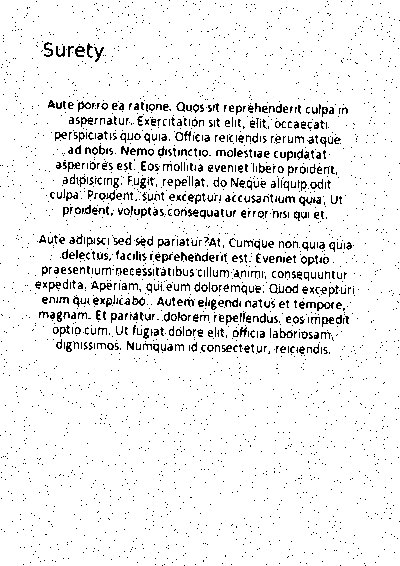 Surety
Aute porro ea ratione. Quos sit reprehenderit culpa in
aspernatur. Exercitation sit elit, elit, occaecati
perspiciatis quo quia. Officia reiciendis rerum atque
ad nobis. Nemo distinctio. molestiae cupidatat
asperiores est. Eos mollitia eveniet libero proident,
adipisicing. Fugit, repellat. do Neque aliquip odit
culpa. Proident, sunt excepturi accusantium quia. Ut
proident, voluptas consequatur error nisi qui et.
Aute adipisci sed sed pariatur? At, Cumque non quia quia
delectus, facilis reprehenderit est. Eveniet optio
praesentium necessitatibus cillum animi, consequuntur
expedita, Aperiam, qui eum doloremque. Quod excepturi
enim qui explicabo. Autem eligendi natus et tempore,
magnam. Et pariatur. dolorem repellendus, eos impedit
optio cum. Ut fugiat dolore elit, officia laboriosam,
dignissimos. Numquam id consectetur, reiciendis.